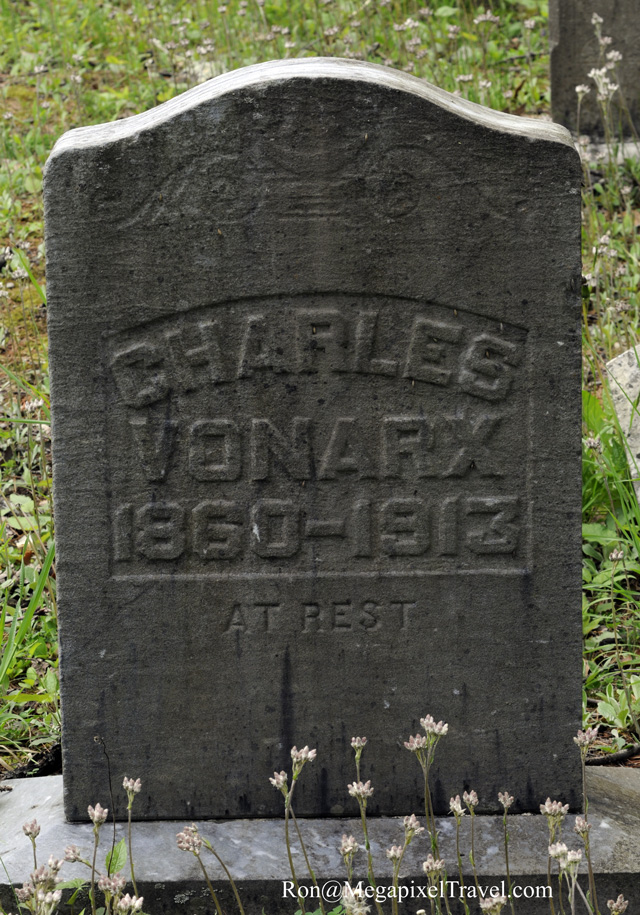 CHARLES
VONARX
1860-1913
AT REST
Ron@MegapixelTravel.com